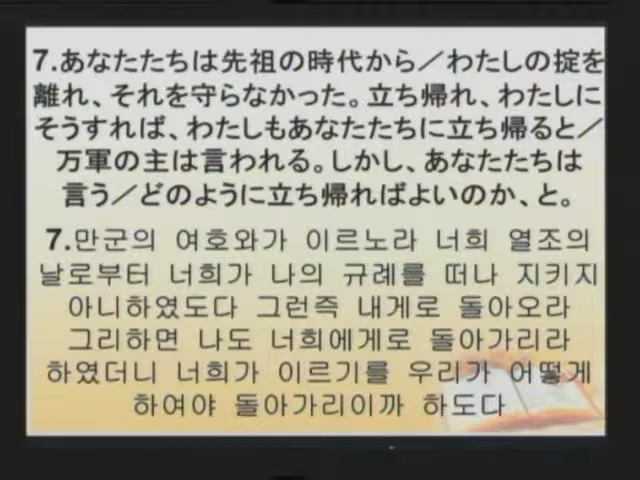 7.あなたたちは先祖の時代から／わたしの掟を
離れ、それを守らなかった。立ち帰れ、わたしに
そうすれば、わたしもあなたたちに立ち帰ると／
万軍の主は言われる。しかし、あなたたちは
言う／どのように立ち帰ればよいのか、と。
7.만군의 여호와가 이르노라 너희 열조의
날로부터 너희가 나의 규례를 떠나 지키지
아니하였도다 그런즉 내게로 돌아오라
그리하면 나도 너희에게로 돌아가리라
하였더니 너희가 이르기를 우리가 어떻게
하여야 돌아가리이까 하도다